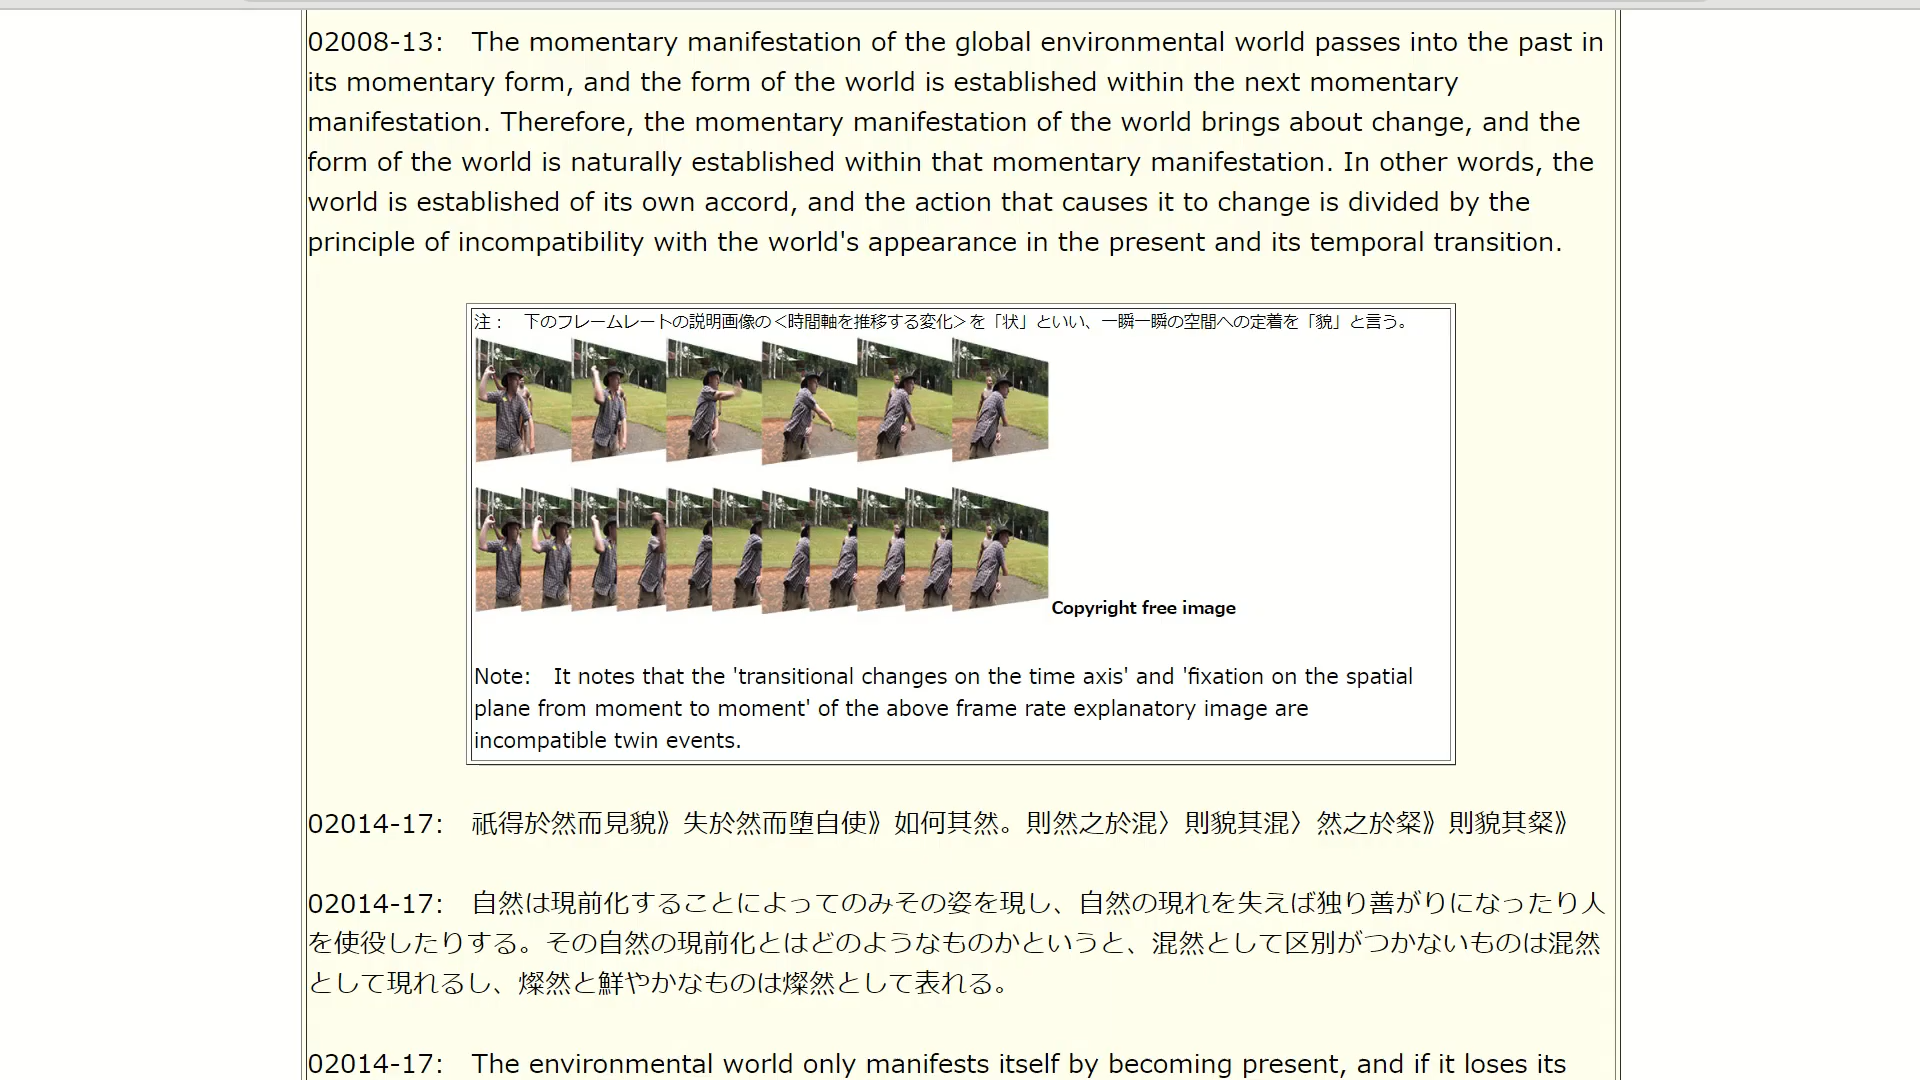 02008-13:　The momentary manifestation of the global environmental world passes into the past in
its momentary form, and the form of the world is established within the next momentary
manifestation. Therefore, the momentary manifestation of the world brings about change, and the
form of the world is naturally established within that momentary manifestation. In other words, the
world is established of its own accord, and the action that causes it to change is divided by the
principle of incompatibility with the world's appearance in the present and its temporal transition.
注：　下のフレームレートの説明画像の＜時間軸を推移する変化＞を「状」といい、一瞬一瞬の空間への定着を「貌」と言う。
Copyright free image
Note:　It notes that the 'transitional changes on the time axis' and 'fixation on the spatial
plane from moment to moment' of the above frame rate explanatory image are
incompatible twin events.
02014-17:　祇得於然而見貌》失於然而堕自使》如何其然。則然之於混〉則貌其混〉然之於粲》則貌其粲》
02014-17:　自然は現前化することによってのみその姿を現し、自然の現れを失えば独り善がりになったり人
を使役したりする。その自然の現前化とはどのようなものかというと、混然として区別がつかないものは混然
として現れるし、燦然と鮮やかなものは燦然として表れる。
02014-17:　The environmental world only manifests itself by becoming present, and if it loses its